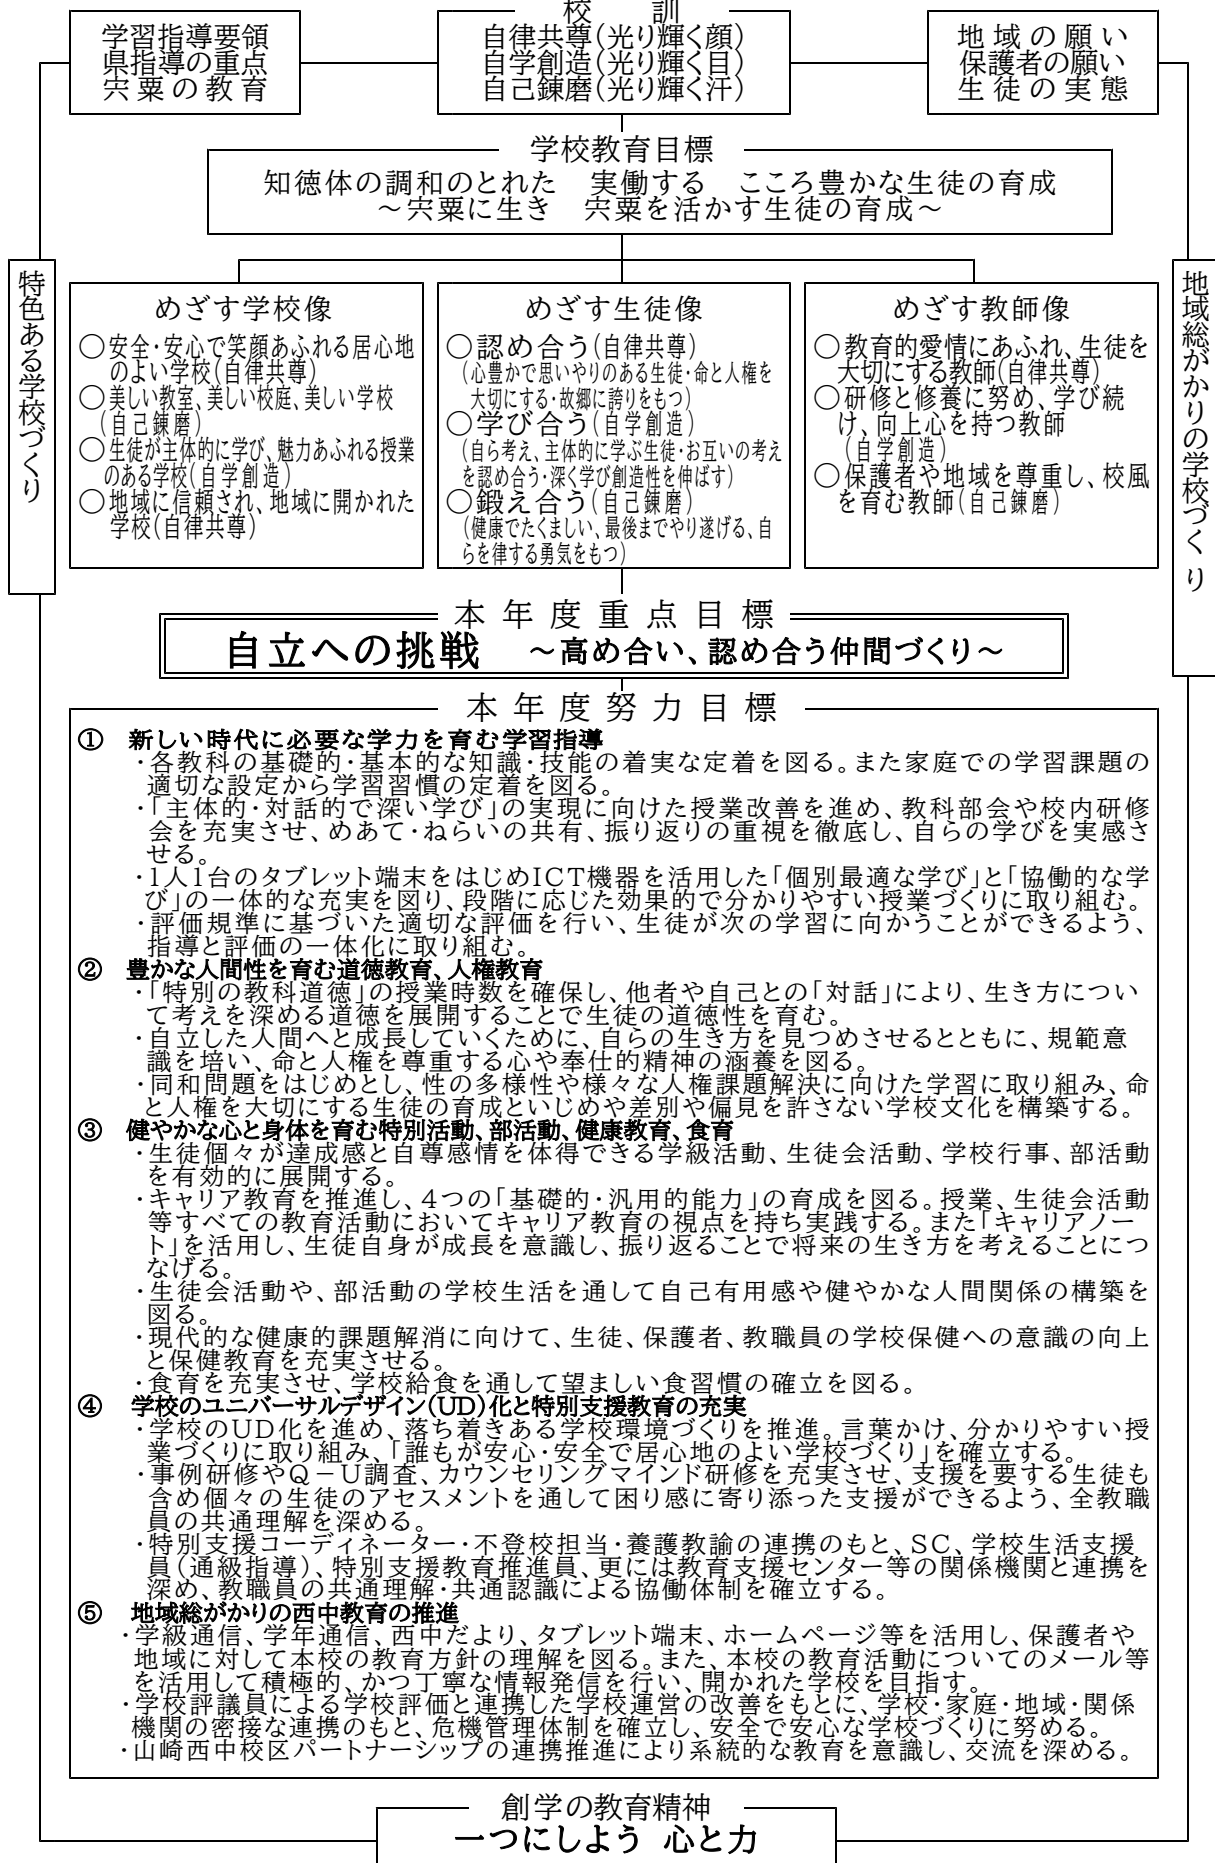 校　訓
学習指導要領
県指導の重点
宍粟の教育
自律共尊(光り輝く顔)
自学創造(光り輝く目)
自己錬磨(光り輝く汗)
地域の願い
保護者の願い
生徒の実態
学校教育目標
知徳体の調和のとれた　実働する　こころ豊かな生徒の育成
～宍粟に生き　宍粟を活かす生徒の育成～
特色ある学校づくり
めざす学校像
○安全・安心で笑顔あふれる居心地
のよい学校(自律共尊)
○美しい教室、美しい校庭、美しい学校
(自己錬磨)
○生徒が主体的に学び、魅力あふれる授業
のある学校(自学創造)
○地域に信頼され、地域に開かれた
学校(自律共尊)
めざす生徒像
○認め合う(自律共尊)
(心豊かで思いやりのある生徒・命と人権を
大切にする・故郷に誇りをもつ)
○学び合う(自学創造)
(自ら考え、主体的に学ぶ生徒・お互いの考え
を認め合う・深く学び創造性を伸ばす)
○鍛え合う(自己錬磨)
(健康でたくましい、最後までやり遂げる、自
らを律する勇気をもつ)
めざす教師像
○教育的愛情にあふれ、生徒を
大切にする教師(自律共尊)
○研修と修養に努め、学び続
け、向上心を持つ教師
(自学創造)
○保護者や地域を尊重し、校風
を育む教師(自己錬磨)
地域総がかりの学校づくり
本年度重点目標
自立への挑戦　～高め合い、認め合う仲間づくり～
本年度努力目標
①　新しい時代に必要な学力を育む学習指導
・各教科の基礎的・基本的な知識・技能の着実な定着を図る。また家庭での学習課題の
適切な設定から学習習慣の定着を図る。
・「主体的・対話的で深い学び」の実現に向けた授業改善を進め、教科部会や校内研修
会を充実させ、めあて・ねらいの共有、振り返りの重視を徹底し、自らの学びを実感さ
せる。
・1人1台のタブレット端末をはじめICT機器を活用した「個別最適な学び」と「協働的な学
び」の一体的な充実を図り、段階に応じた効果的で分かりやすい授業づくりに取り組む。
・評価規準に基づいた適切な評価を行い、生徒が次の学習に向かうことができるよう、
指導と評価の一体化に取り組む。
②　豊かな人間性を育む道徳教育、人権教育
・「特別の教科道徳」の授業時数を確保し、他者や自己との「対話」により、生き方につい
て考えを深める道徳を展開することで生徒の道徳性を育む。
・自立した人間へと成長していくために、自らの生き方を見つめさせるとともに、規範意
識を培い、命と人権を尊重する心や奉仕的精神の涵養を図る。
・同和問題をはじめとし、性の多様性や様々な人権課題解決に向けた学習に取り組み、命
と人権を大切にする生徒の育成といじめや差別や偏見を許さない学校文化を構築する。
③　健やかな心と身体を育む特別活動、部活動、健康教育、食育
・生徒個々が達成感と自尊感情を体得できる学級活動、生徒会活動、学校行事、部活動
を有効的に展開する。
・キャリア教育を推進し、4つの「基礎的・汎用的能力」の育成を図る。授業、生徒会活動
等すべての教育活動においてキャリア教育の視点を持ち実践する。また「キャリアノー
ト」を活用し、生徒自身が成長を意識し、振り返ることで将来の生き方を考えることにつ
なげる。
・生徒会活動や、部活動の学校生活を通して自己有用感や健やかな人間関係の構築を
図る。
・現代的な健康的課題解消に向けて、生徒、保護者、教職員の学校保健への意識の向上
と保健教育を充実させる。
・食育を充実させ、学校給食を通して望ましい食習慣の確立を図る。
④　学校のユニバーサルデザイン(UD)化と特別支援教育の充実
・学校のUD化を進め、落ち着きある学校環境づくりを推進。言葉かけ、分かりやすい授
業づくりに取り組み、「誰もが安心・安全で居心地のよい学校づくり」を確立する。
・事例研修やQ－U調査、カウンセリングマインド研修を充実させ、支援を要する生徒も
含め個々の生徒のアセスメントを通して困り感に寄り添った支援ができるよう、全教職
員の共通理解を深める。
・特別支援コーディネーター・不登校担当・養護教諭の連携のもと、SC、学校生活支援
員(通級指導)、特別支援教育推進員、更には教育支援センター等の関係機関と連携を
深め、教職員の共通理解・共通認識による協働体制を確立する。
⑤　地域総がかりの西中教育の推進
・学級通信、学年通信、西中だより、タブレット端末、ホームページ等を活用し、保護者や
地域に対して本校の教育方針の理解を図る。また、本校の教育活動についてのメール等
を活用して積極的、かつ丁寧な情報発信を行い、開かれた学校を目指す。
・学校評議員による学校評価と連携した学校運営の改善をもとに、学校・家庭・地域・関係
機関の密接な連携のもと、危機管理体制を確立し、安全で安心な学校づくりに努める。
・山崎西中校区パートナーシップの連携推進により系統的な教育を意識し、交流を深める。
創学の教育精神
一つにしよう 心と力